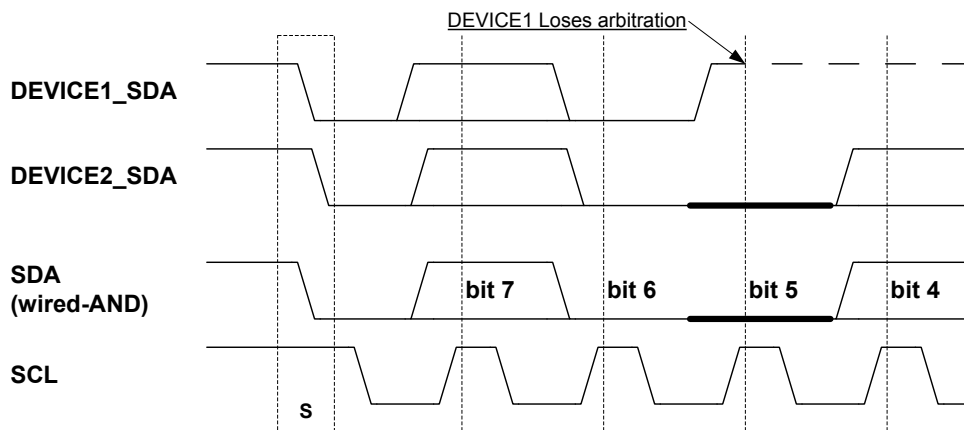 DEVICE1 Loses arbitration
DEVICE1_SDA
DEVICE2_SDA
SDA
(wired-AND)
bit 7 bit 6 bit 5 bit 4
SCL
S